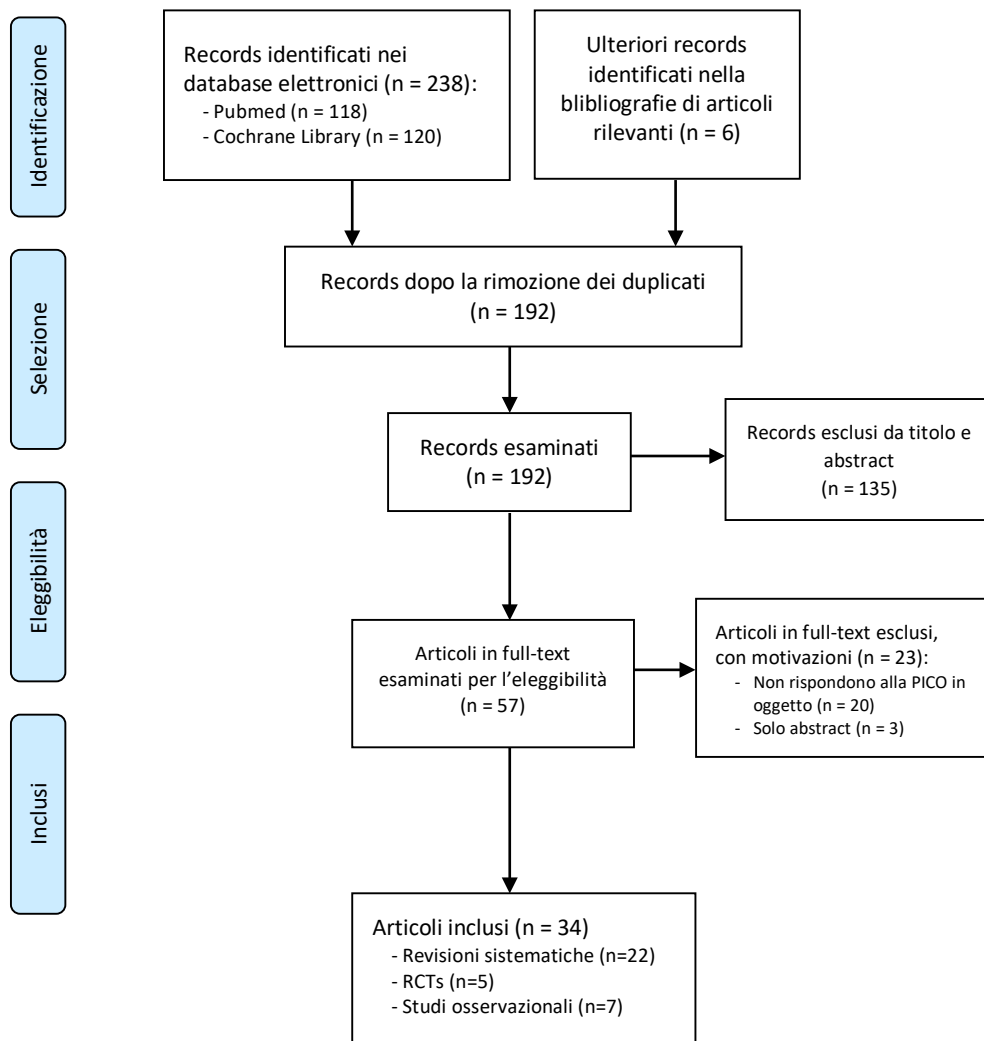 Identificazione
Records identificati nei
database elettronici (n = 238):
- Pubmed (n = 118)
- Cochrane Library (n = 120)
Ulteriori records
identificati nella
blibliografie di articoli
rilevanti (n = 6)
Selezione
Records dopo la rimozione dei duplicati
(n = 192)
Records esaminati
(n = 192)
Records esclusi da titolo e
abstract
(n = 135)
Eleggibilità
Articoli in full-text
esaminati per l’eleggibilità
(n = 57)
Articoli in full-text esclusi,
con motivazioni (n = 23):
- Non rispondono alla PICO in
oggetto (n = 20)
- Solo abstract (n = 3)
Inclusi
Articoli inclusi (n = 34)
- Revisioni sistematiche (n=22)
- RCTs (n=5)
- Studi osservazionali (n=7)